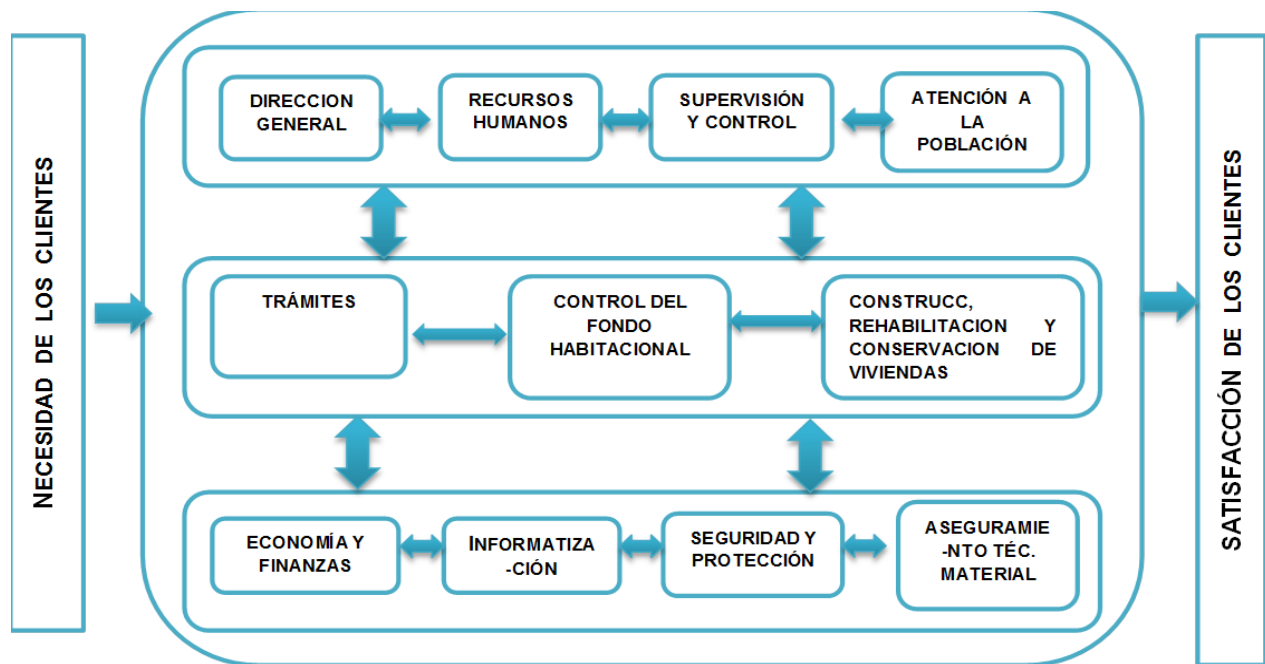 NECESIDAD DE LOS CLIENTES
DIRECCION
GENERAL
RECURSOS
HUMANOS
SUPERVISIÓN
Y CONTROL
ATENCIÓN A
LA
POBLACIÓN
TRÁMITES
CONTROL DEL
FONDO
HABITACIONAL
CONSTRUCC,
REHABILITACION Y
CONSERVACION DE
VIVIENDAS
ECONOMÍA Y
FINANZAS
INFORMATIZA
-CIÓN
SEGURIDAD Y
PROTECCIÓN
ASEGURAMIE
-NTO TÉC.
MATERIAL
SATISFACCIÓN DE LOS CLIENTES